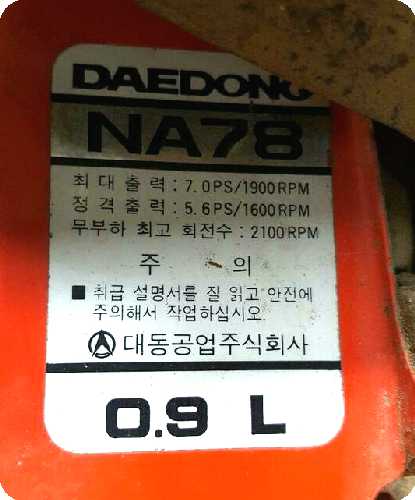 DAEDONG
NA78
최대출력 : 7.0PS/1900RPM
정격출력 : 5.6PS/1600RPM
무부하 최고 회전수 : 2100RPM
주 의
■ 취급 설명서를 잘 읽고 안전에
주의해서 작업하십시오
대동공업주식회사
0.9 L